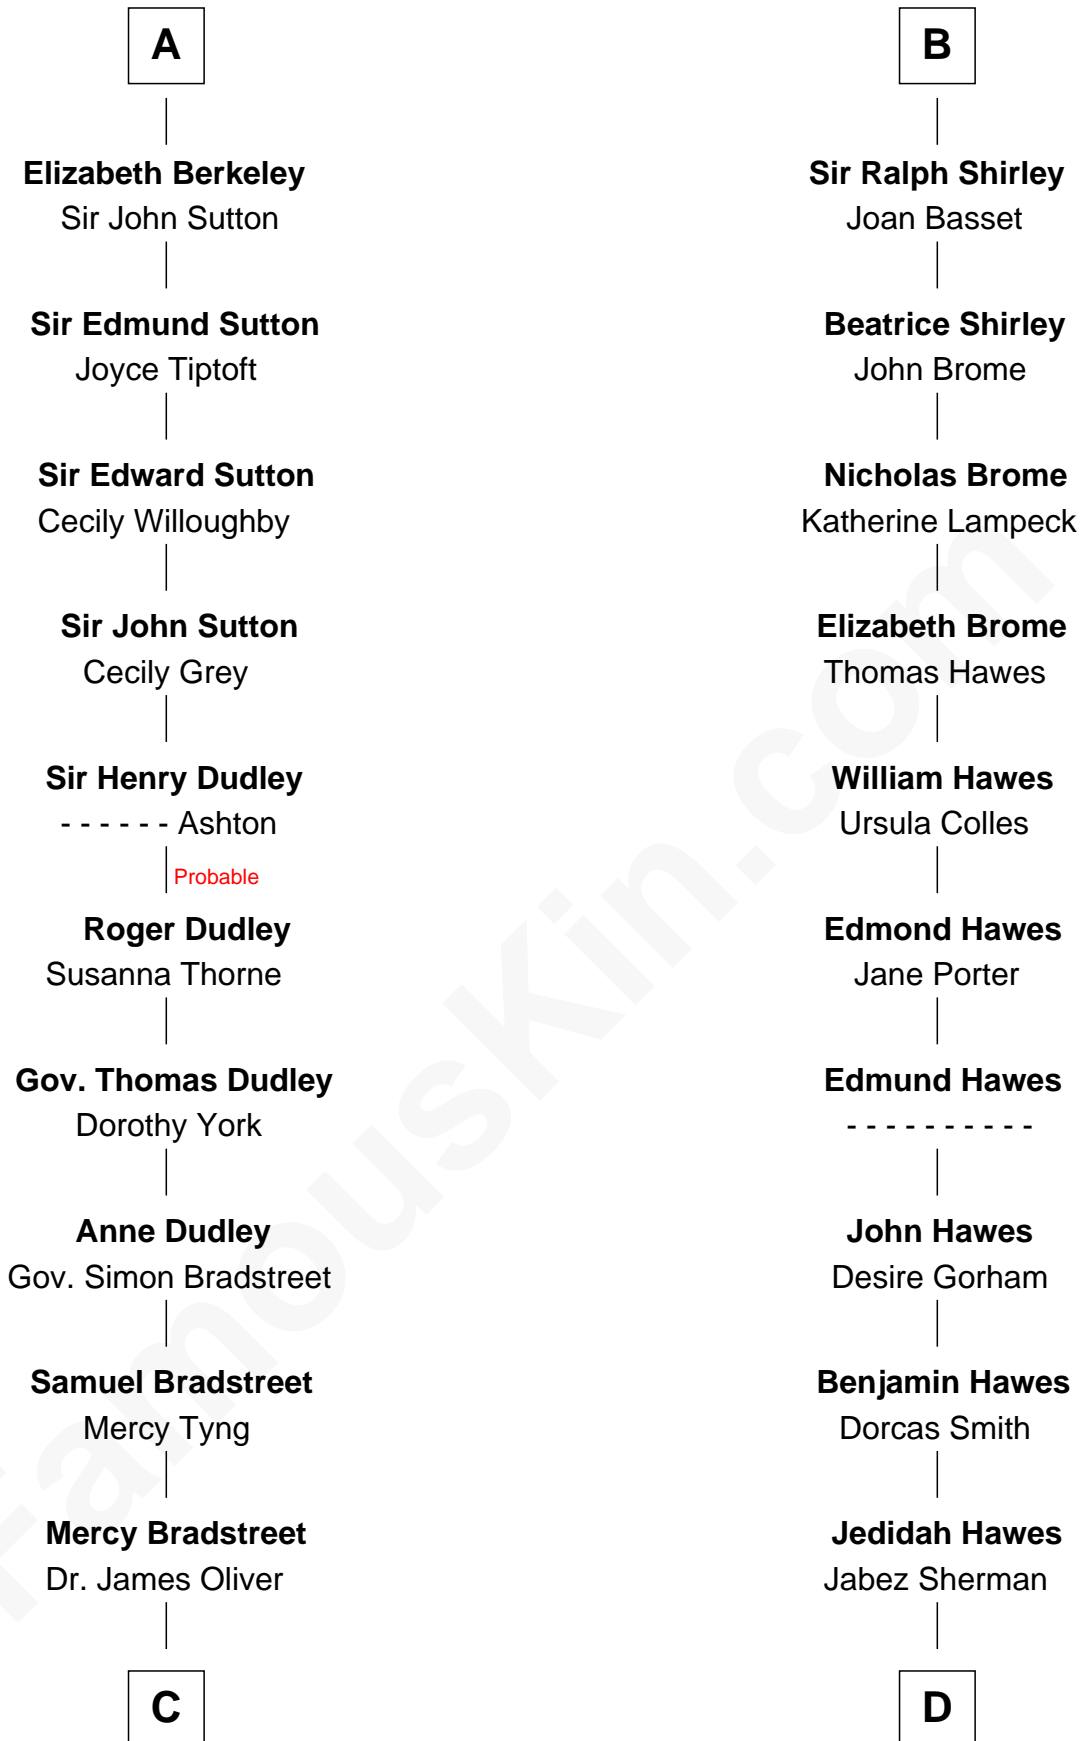 A
Elizabeth Berkeley
Sir John Sutton
Sir Edmund Sutton
Joyce Tiptoft
Sir Edward Sutton
Cecily Willoughby
Sir John Sutton
Cecily Grey
Sir Henry Dudley
- - - - - - Ashton
Probable
Roger Dudley
Susanna Thorne
Gov. Thomas Dudley
Dorothy York
Anne Dudley
Gov. Simon Bradstreet
Samuel Bradstreet
Mercy Tyng
Mercy Bradstreet
Dr. James Oliver
C
B
Sir Ralph Shirley
Joan Basset
Beatrice Shirley
John Brome
Nicholas Brome
Katherine Lampeck
Elizabeth Brome
Thomas Hawes
William Hawes
Ursula Colles
Edmond Hawes
Jane Porter
Edmund Hawes
- - - - - - - - - -
John Hawes
Desire Gorham
Benjamin Hawes
Dorcas Smith
Jedidah Hawes
Jabez Sherman
D
FamousKin.com